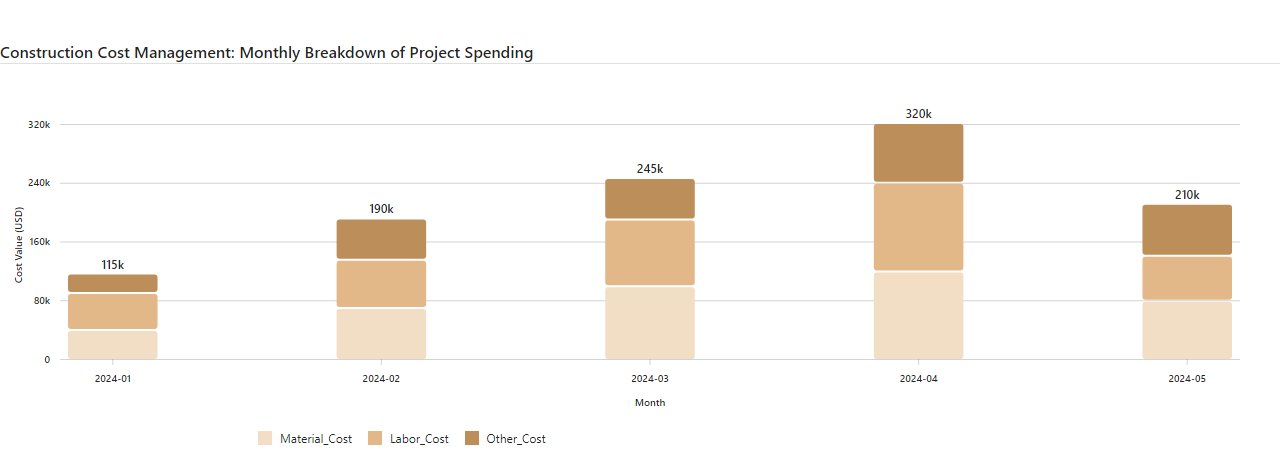 Construction Cost Management: Monthly Breakdown of Project Spending
320k
240k
160k
80k
0
Cost Value (USD)
115k
190k
245k
320k
210k
2024-01
2024-02
2024-03
2024-04
2024-05
Month
Material_Cost
Labor_Cost
Other_Cost